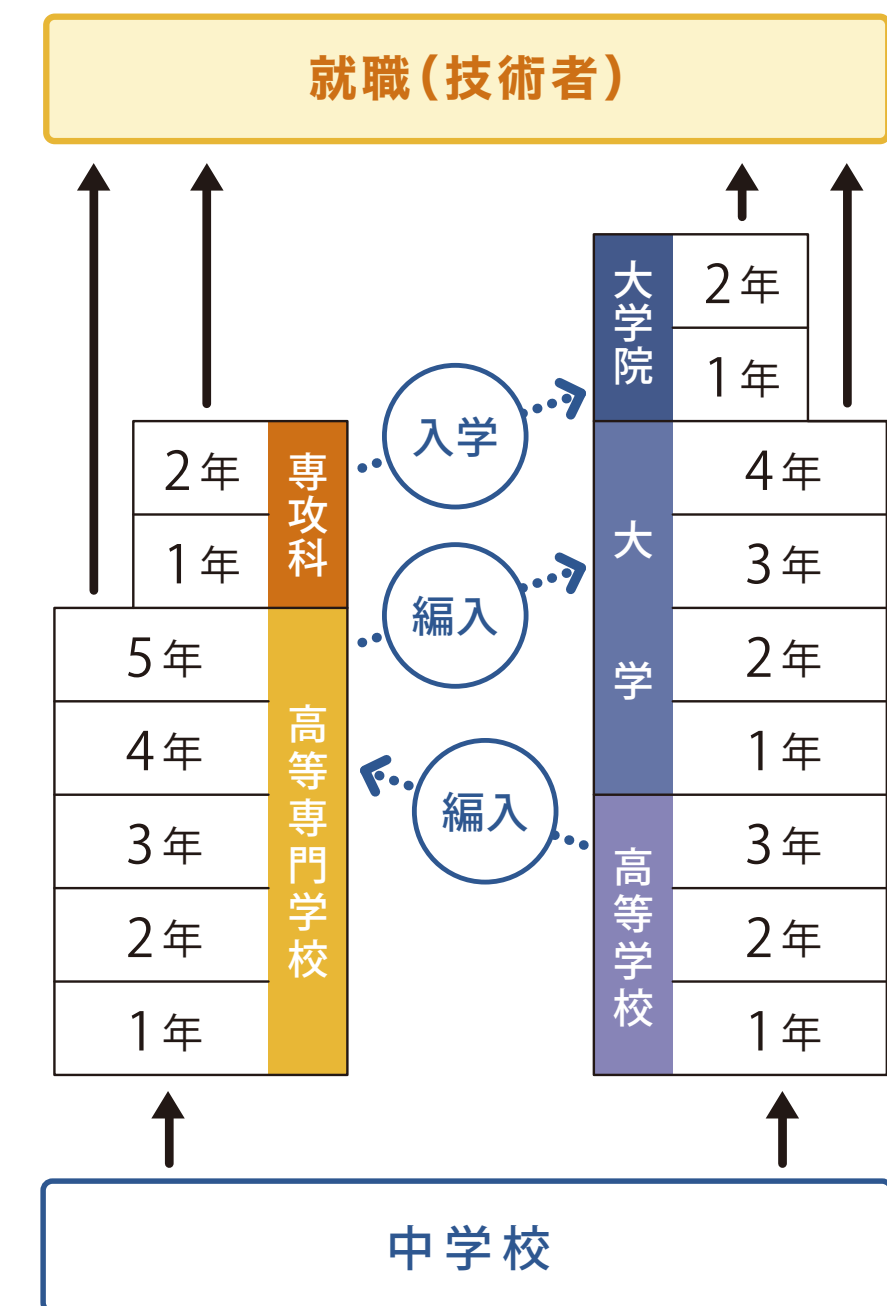 就職(技術者)
2年
1年
専攻科
5年
4年
3年
2年
1年
高等専門学校
入学
編入
編入
大学院
2年
1年
大学
4年
3年
2年
1年
高等学校
3年
2年
1年
中学校